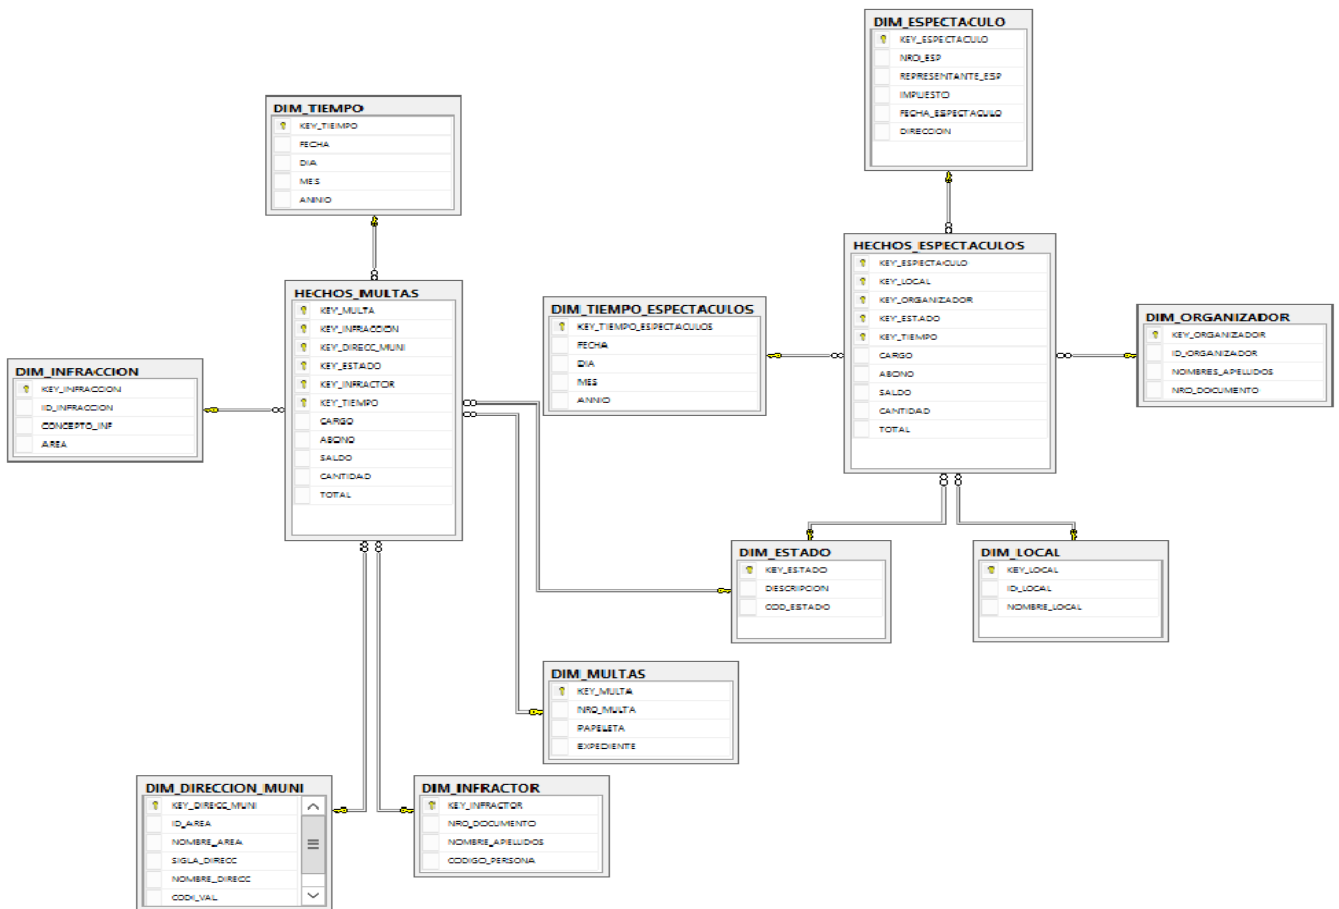 DIM_ESPECTACULO
KEY_ESPECTACULO
NRO_ESP
REPRESENTANTE_ESP
IMPUESTO
FECHA_ESPECTACULO
DIRECCION
DIM_TIEMPO
KEY_TIEMPO
FECHA
DIA
MES
ANNIO
HECHOS_ESPECTACULOS
KEY_ESPECTACULO
KEY_LOCAL
KEY_ORGANIZADOR
KEY_ESTADO
KEY_TIEMPO
CARGO
ABONO
SALDO
CANTIDAD
TOTAL
HECHOS_MULTAS
KEY_MULTA
KEY_INFRACCION
KEY_DIRECC_MUNI
KEY_ESTADO
KEY_INFRACTOR
KEY_TIEMPO
CARGO
ABONO
SALDO
CANTIDAD
TOTAL
DIM_TIEMPO_ESPECTACULOS
KEY_TIEMPO_ESPECTACULOS
FECHA
DIA
MES
ANNIO
DIM_ORGANIZADOR
KEY_ORGANIZADOR
ID_ORGANIZADOR
NOMBRES_APELLIDOS
NRO_DOCUMENTO
DIM_INFRACCION
KEY_INFRACCION
ID_INFRACCION
CONCEPTO_INF
AREA
DIM_ESTADO
KEY_ESTADO
DESCRIPCION
COD_ESTADO
DIM_LOCAL
KEY_LOCAL
ID_LOCAL
NOMBRE_LOCAL
DIM_MULTAS
KEY_MULTA
NRO_MULTA
PAPELETA
EXPEDIENTE
DIM_DIRECCION_MUNI
KEY_DIRECC_MUNI
ID_AREA
NOMBRE_AREA
SIGLA_DIRECC
NOMBRE_DIRECC
CODI_VAL
DIM_INFRACTOR
KEY_INFRACTOR
NRO_DOCUMENTO
NOMBRE_APELLIDOS
CODIGO_PERSONA